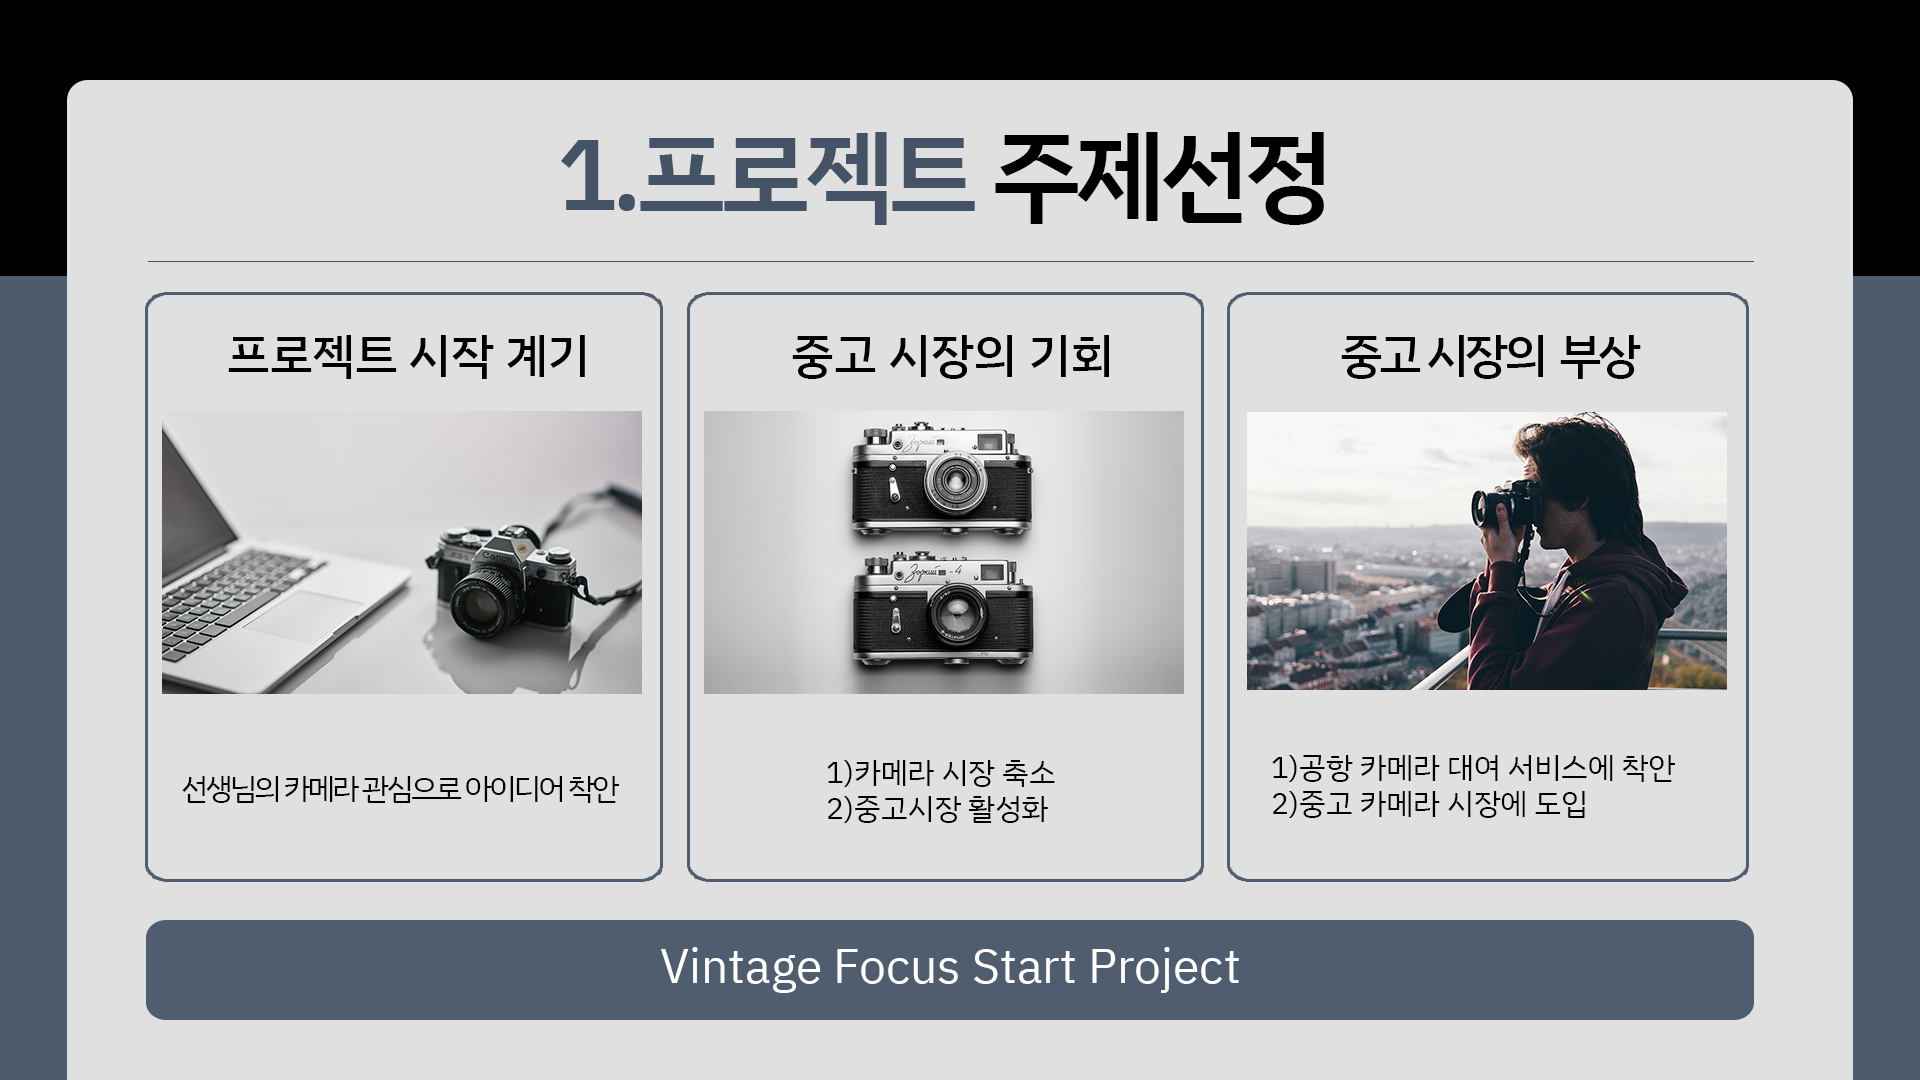 1.프로젝트 주제선정
프로젝트 시작 계기
Canon
선생님의 카메라 관심으로 아이디어 착안
중고 시장의 기회
Зоркий
Зоркий - 4
1)카메라 시장 축소
2)중고시장 활성화
중고 시장의 부상
1)공항 카메라 대여 서비스에 착안
2)중고 카메라 시장에 도입
Vintage Focus Start Project